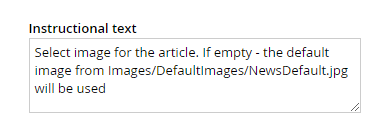 Instructional text
Select image for the article. If empty - the default
image from Images/DefaultImages/NewsDefault.jpg
will be used